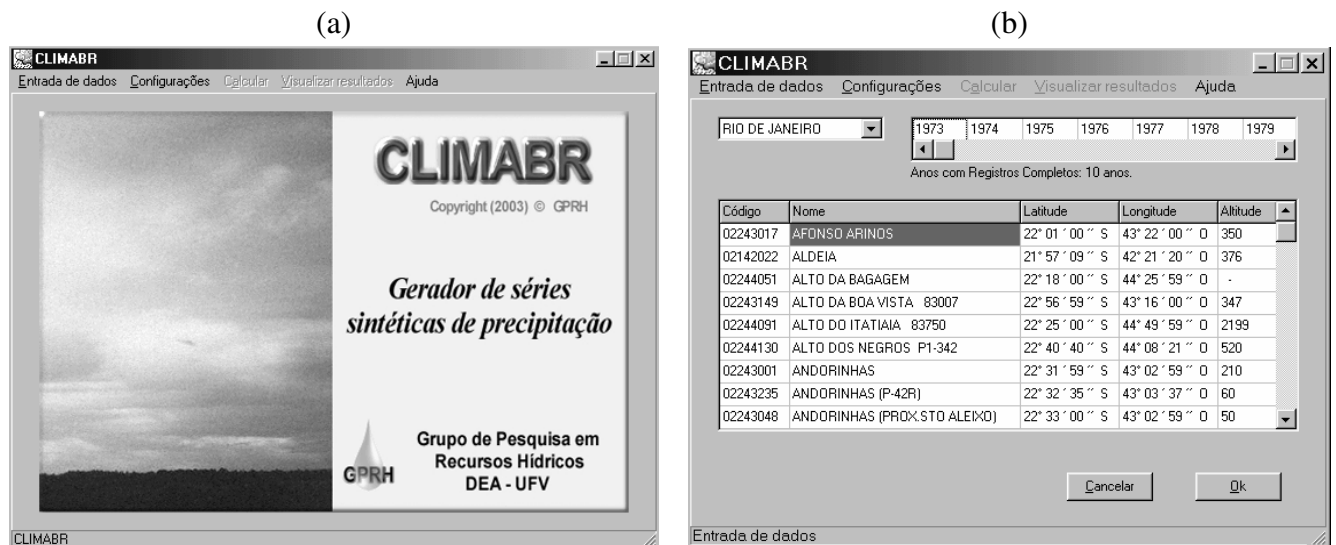 (a)
CLIMABR
Entrada de dados Configurações Calcular Visualizar resultados Ajuda
CLIMABR
Copyright (2003) © GPRH
Gerador de séries
sintéticas de precipitação
GPRH
Grupo de Pesquisa em
Recursos Hídricos
DEA - UFV
CLIMABR
(b)
CLIMABR
Entrada de dados Configurações Calcular Visualizar resultados Ajuda
RIO DE JANEIRO
1973 1974 1975 1976 1977 1978 1979
Anos com Registros Completos: 10 anos.
Código Nome Latitude Longitude Altitude
02243017 AFONSO ARINOS 22° 01 ´ 00 ´´ S 43° 22 ´ 00 ´´ O 350
02142022 ALDEIA 21° 57 ´ 09 ´´ S 42° 21 ´ 20 ´´ O 376
02244051 ALTO DA BAGAGEM 22° 18 ´ 00 ´´ S 44° 25 ´ 59 ´´ O -
02243149 ALTO DA BOA VISTA 83007 22° 56 ´ 59 ´´ S 43° 16 ´ 00 ´´ O 347
02244091 ALTO DO ITATIAIA 83750 22° 25 ´ 00 ´´ S 44° 49 ´ 59 ´´ O 2199
02244130 ALTO DOS NEGROS P1-342 22° 40 ´ 40 ´´ S 44° 08 ´ 21 ´´ O 520
02243001 ANDORINHAS 22° 31 ´ 59 ´´ S 43° 02 ´ 59 ´´ O 210
02243235 ANDORINHAS (P-42R) 22° 32 ´ 35 ´´ S 43° 03 ´ 37 ´´ O 60
02243048 ANDORINHAS (PROX.STO ALEIXO) 22° 33 ´ 00 ´´ S 43° 02 ´ 59 ´´ O 50
Cancelar Ok
Entrada de dados